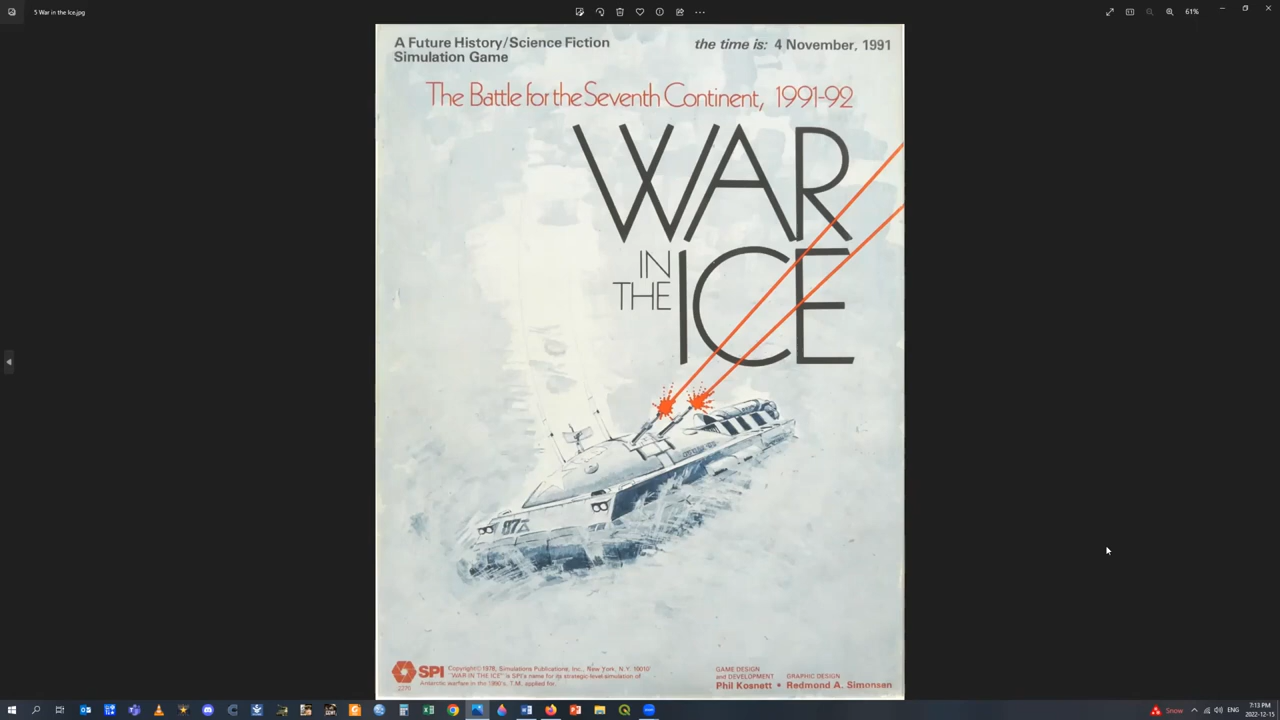 5 War in the Ice.jpg
61%
A Future History/Science Fiction
Simulation Game
the time is: 4 November, 1991
The Battle for the Seventh Continent, 1991-92
WAR
IN
THE
ICE
87
SPI
Copyright © 1978, Simulations Publications, Inc., New York, N.Y. 10010
"WAR IN THE ICE" is SPI's name for its strategic-level simulation of
Antarctic warfare in the 1990's. T.M. applied for.
GAME DESIGN
and DEVELOPMENT
Phil Kosnett
GRAPHIC DESIGN
Redmond A. Simonsen
Snow
ENG
7:13 PM
2022-12-15